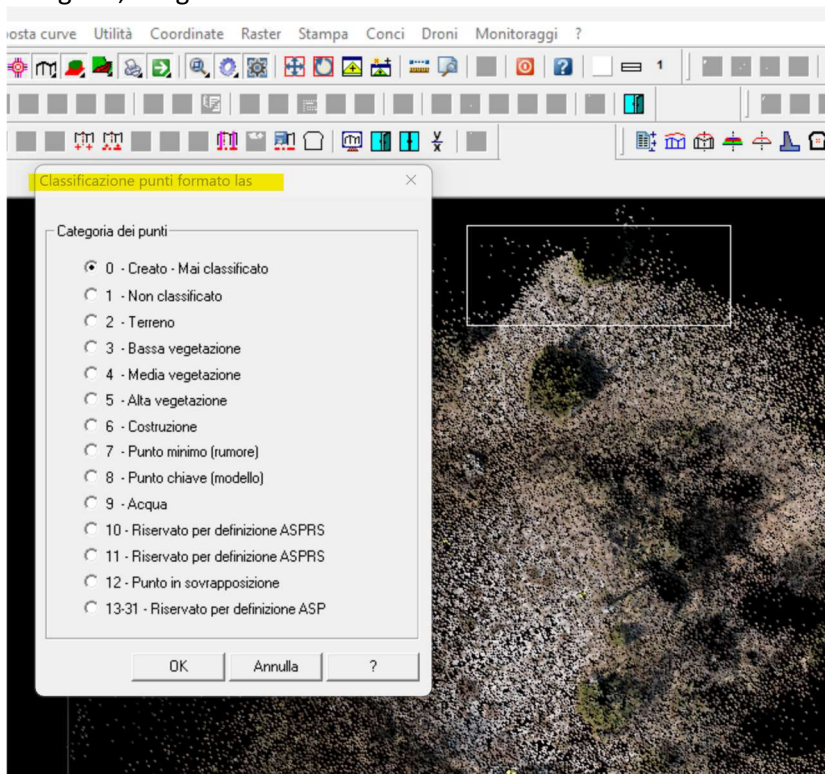 osta curve Utilità Coordinate Raster Stampa Conci Droni Monitoraggi ?
1
Classificazione punti formato las
Categoria dei punti
0 - Creato - Mai classificato
1 - Non classificato
2 - Terreno
3 - Bassa vegetazione
4 - Media vegetazione
5 - Alta vegetazione
6 - Costruzione
7 - Punto minimo (rumore)
8 - Punto chiave (modello)
9 - Acqua
10 - Riservato per definizione ASPRS
11 - Riservato per definizione ASPRS
12 - Punto in sovrapposizione
13-31 - Riservato per definizione ASP
OK Annulla ?